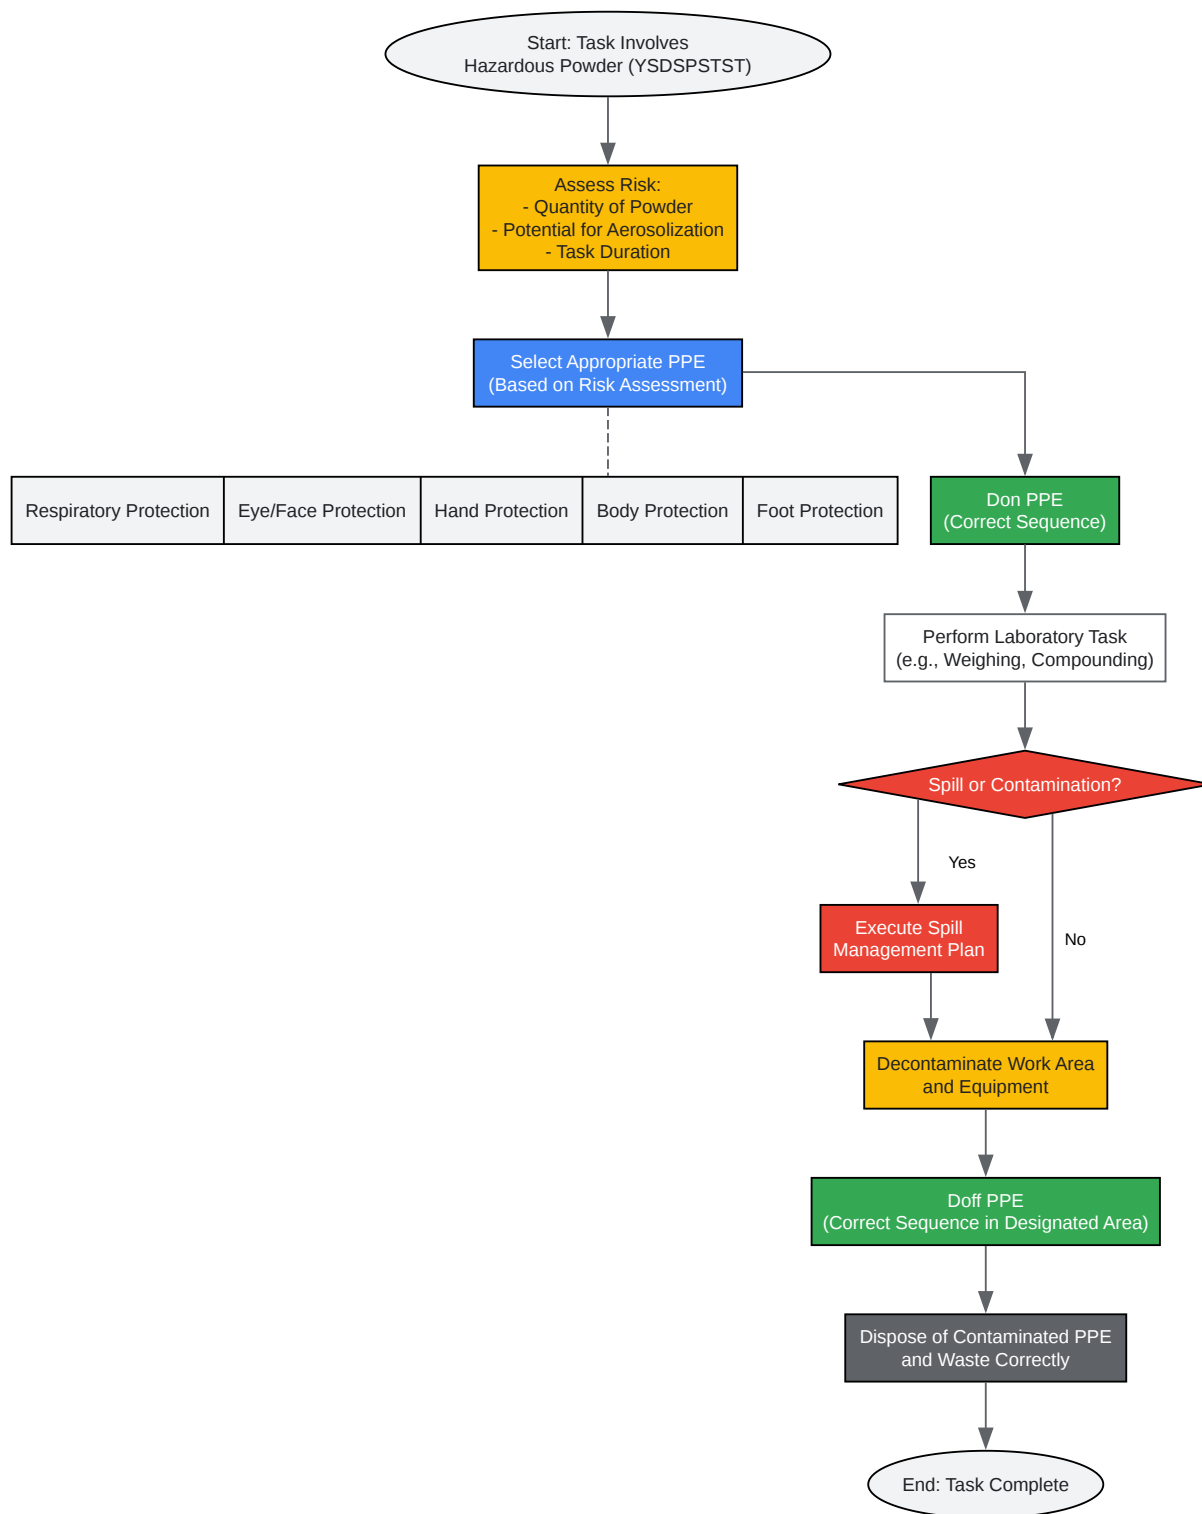 Start: Task Involves
Hazardous Powder (YSDSPSTST)
Assess Risk:
- Quantity of Powder
- Potential for Aerosolization
- Task Duration
Select Appropriate PPE
(Based on Risk Assessment)
Respiratory Protection
Eye/Face Protection
Hand Protection
Body Protection
Foot Protection
Don PPE
(Correct Sequence)
Perform Laboratory Task
(e.g., Weighing, Compounding)
Spill or Contamination?
Yes
Execute Spill
Management Plan
No
Decontaminate Work Area
and Equipment
Doff PPE
(Correct Sequence in Designated Area)
Dispose of Contaminated PPE
and Waste Correctly
End: Task Complete